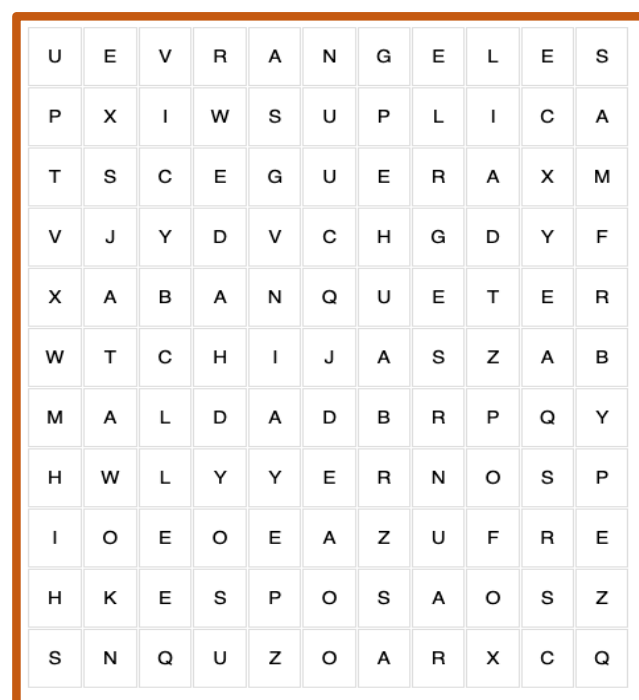 U E V R A N G E L E S
P X I W S U P L I C A
T S C E G U E R A X M
V J Y D V C H G D Y F
X A B A N Q U E T E R
W T C H I J A S Z A B
M A L D A D B R P Q Y
H W L Y Y E R N O S P
I O E O E A Z U F R E
H K E S P O S A O S Z
S N Q U Z O A R X C Q